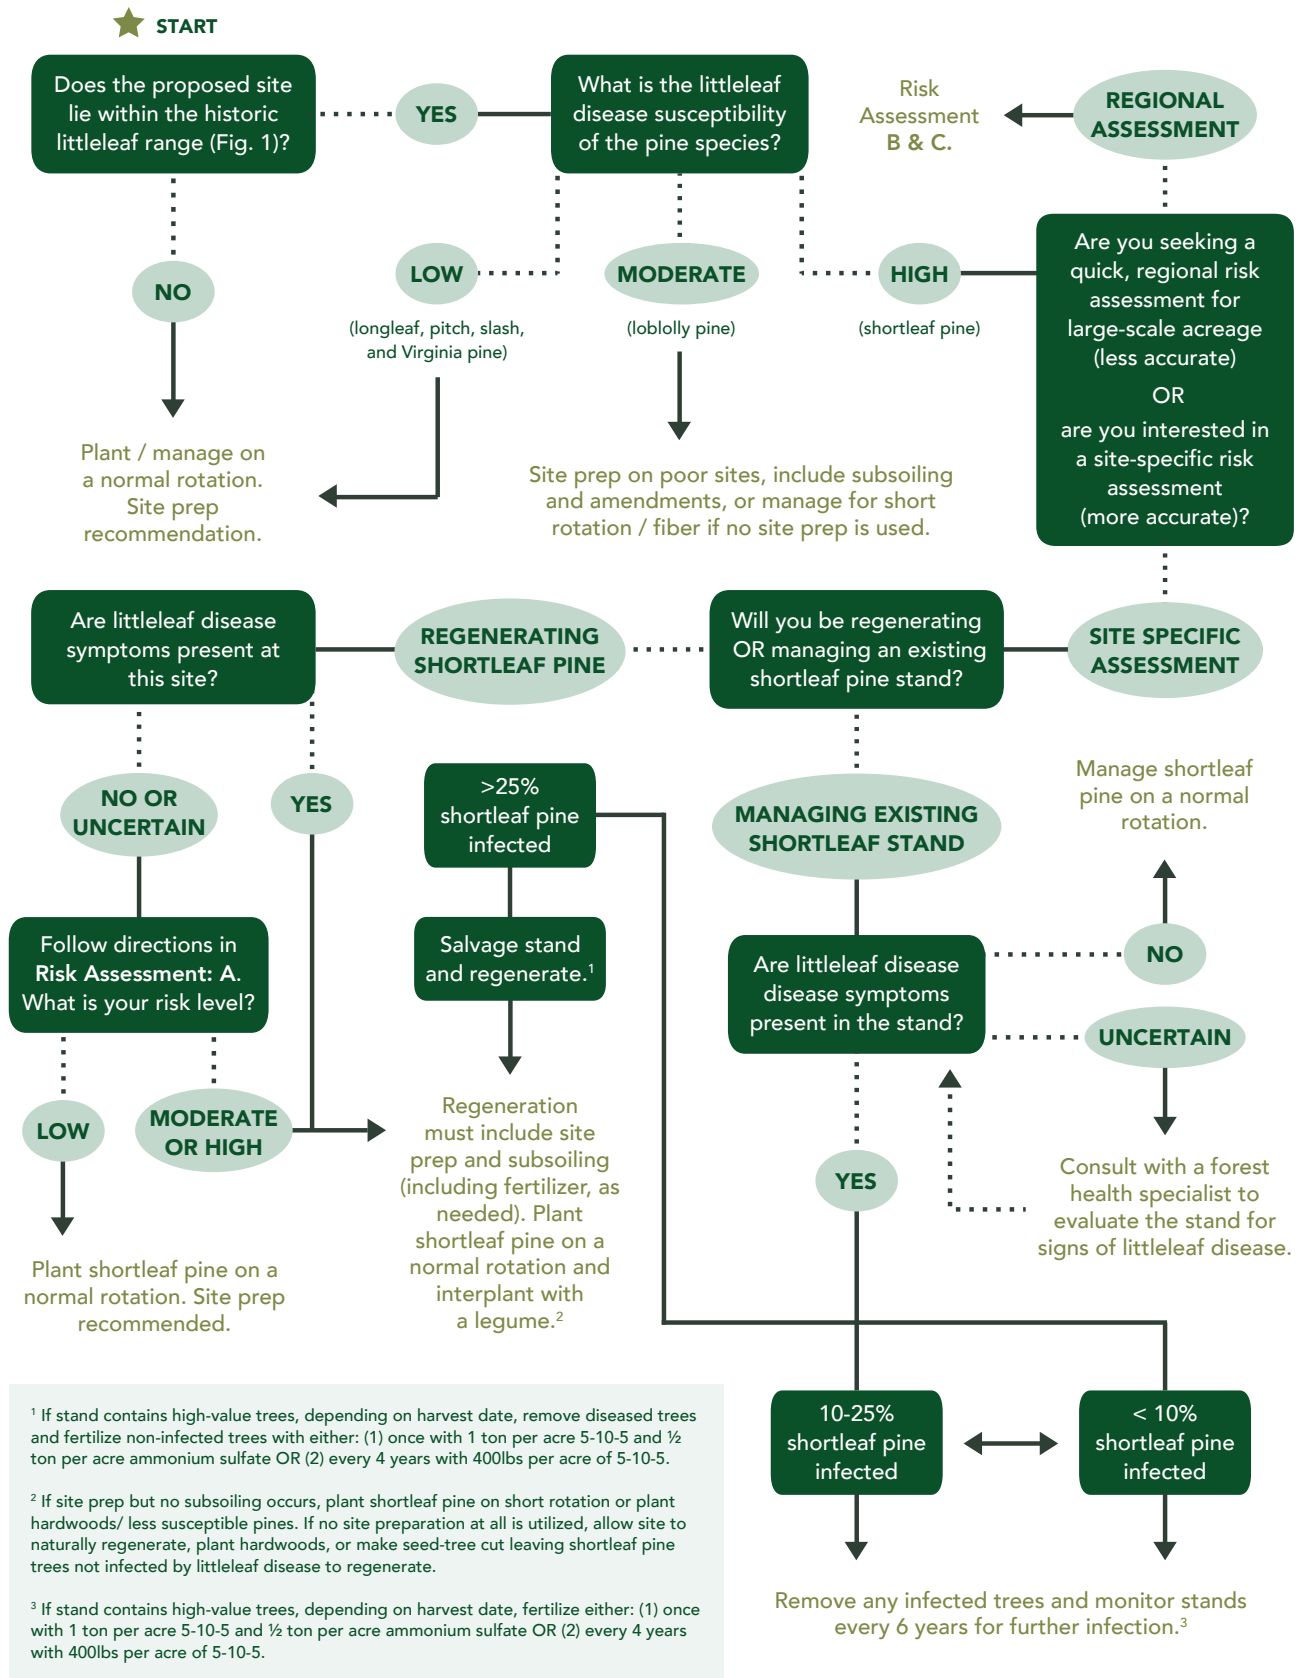 START
Does the proposed site
lie within the historic
littleleaf range (Fig. 1)?
YES
What is the littleleaf
disease susceptibility
of the pine species?
Risk
Assessment
B & C.
REGIONAL
ASSESSMENT
NO
LOW
(longleaf, pitch, slash,
and Virginia pine)
MODERATE
(loblolly pine)
HIGH
(shortleaf pine)
Are you seeking a
quick, regional risk
assessment for
large-scale acreage
(less accurate)
OR
are you interested in
a site-specific risk
assessment
(more accurate)?
Plant / manage on
a normal rotation.
Site prep
recommendation.
Site prep on poor sites, include subsoiling
and amendments, or manage for short
rotation / fiber if no site prep is used.
Are littleleaf disease
symptoms present at
this site?
REGENERATING
SHORTLEAF PINE
Will you be regenerating
OR managing an existing
shortleaf pine stand?
SITE SPECIFIC
ASSESSMENT
NO OR
UNCERTAIN
YES
>25%
shortleaf pine
infected
MANAGING EXISTING
SHORTLEAF STAND
Manage shortleaf
pine on a normal
rotation.
Follow directions in
Risk Assessment: A.
What is your risk level?
Salvage stand
and regenerate.¹
Are littleleaf disease
disease symptoms
present in the stand?
NO
UNCERTAIN
LOW
MODERATE
OR HIGH
Regeneration
must include site
prep and subsoiling
(including fertilizer, as
needed). Plant
shortleaf pine on a
normal rotation and
interplant with
a legume.²
YES
Consult with a forest
health specialist to
evaluate the stand for
signs of littleleaf disease.
Plant shortleaf pine on a
normal rotation. Site prep
recommended.
10-25%
shortleaf pine
infected
< 10%
shortleaf pine
infected
Remove any infected trees and monitor stands
every 6 years for further infection.³
¹ If stand contains high-value trees, depending on harvest date, remove diseased trees
and fertilize non-infected trees with either: (1) once with 1 ton per acre 5-10-5 and ½
ton per acre ammonium sulfate OR (2) every 4 years with 400lbs per acre of 5-10-5.
² If site prep but no subsoiling occurs, plant shortleaf pine on short rotation or plant
hardwoods/ less susceptible pines. If no site preparation at all is utilized, allow site to
naturally regenerate, plant hardwoods, or make seed-tree cut leaving shortleaf pine
trees not infected by littleleaf disease to regenerate.
³ If stand contains high-value trees, depending on harvest date, fertilize either: (1) once
with 1 ton per acre 5-10-5 and ½ ton per acre ammonium sulfate OR (2) every 4 years
with 400lbs per acre of 5-10-5.